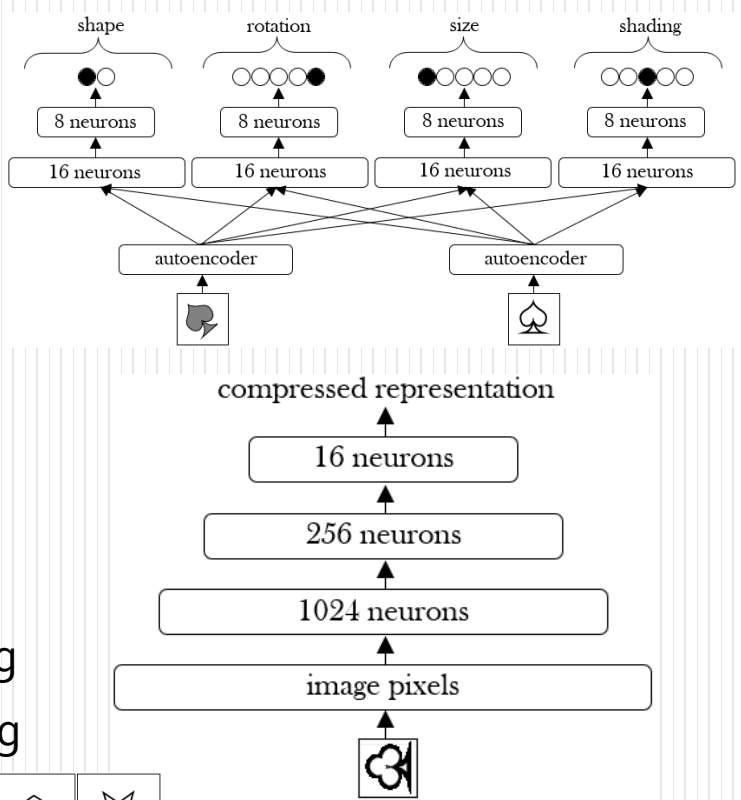 shape rotation size shading
8 neurons 8 neurons 8 neurons 8 neurons
16 neurons 16 neurons 16 neurons 16 neurons
autoencoder autoencoder
compressed representation
16 neurons
256 neurons
1024 neurons
g
image pixels
g